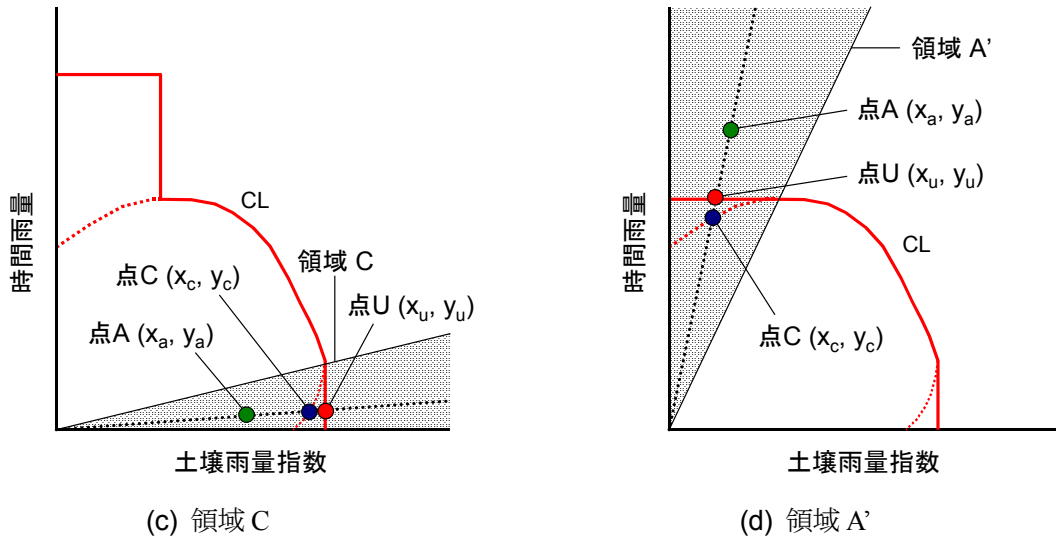 時間雨量
CL
領域 C
点C (xc, yc)
点U (xu, yu)
点A (xa, ya)
土壌雨量指数
(c) 領域 C
時間雨量
領域 A’
点A (xa, ya)
点U (xu, yu)
CL
点C (xc, yc)
土壌雨量指数
(d) 領域 A’